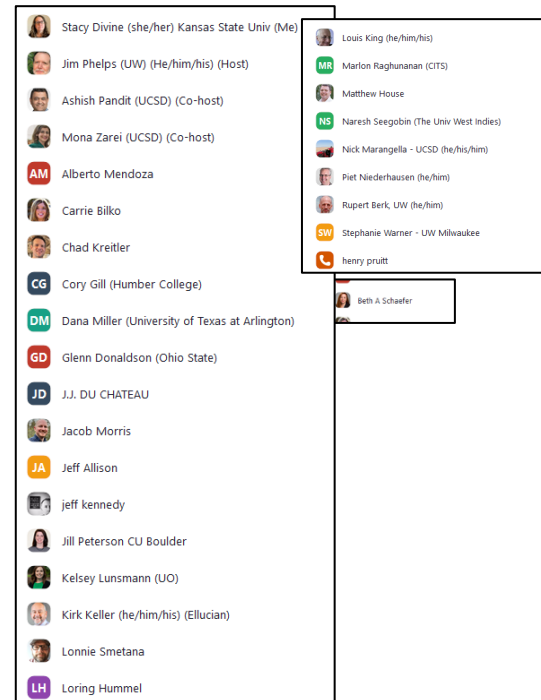 Stacy Divine (she/her) Kansas State Univ (Me)
Jim Phelps (UW) (He/him/his) (Host)
Ashish Pandit (UCSD) (Co-host)
Mona Zarei (UCSD) (Co-host)
AM Alberto Mendoza
Carrie Bilko
Chad Kreitler
CG Cory Gill (Humber College)
DM Dana Miller (University of Texas at Arlington)
GD Glenn Donaldson (Ohio State)
JD J.J. DU CHATEAU
Jacob Morris
JA Jeff Allison
jeff kennedy
Jill Peterson CU Boulder
Kelsey Lunsmann (UO)
Kirk Keller (he/him/his) (Ellucian)
Lonnie Smetana
LH Loring Hummel
Louis King (he/him/his)
MR Marlon Raghunanan (CITS)
Matthew House
NS Naresh Seegobin (The Univ West Indies)
Nick Marangella - UCSD (he/his/him)
Piet Niederhausen (he/him)
Rupert Berk, UW (he/him)
SW Stephanie Warner - UW Milwaukee
henry pruitt
Beth A Schaefer